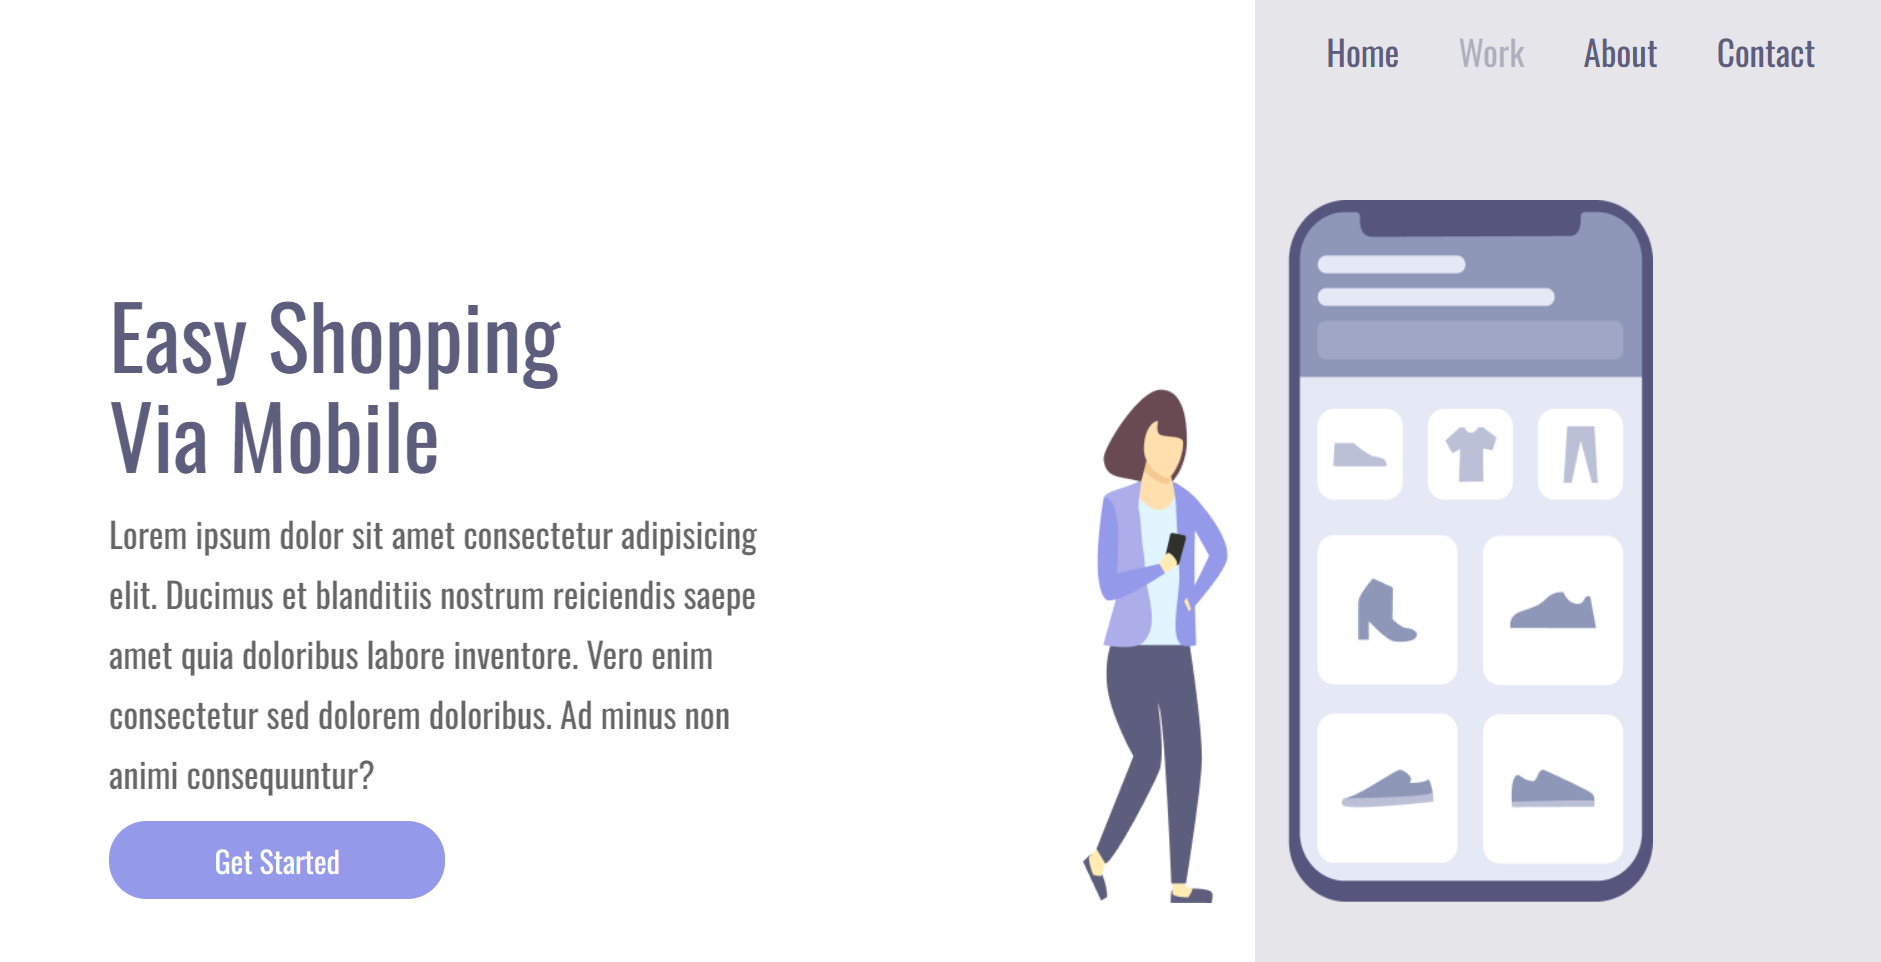 Home Work About Contact
Easy Shopping
Via Mobile
Lorem ipsum dolor sit amet consectetur adipisicing
elit. Ducimus et blanditiis nostrum reiciendis saepe
amet quia doloribus labore inventore. Vero enim
consectetur sed dolorem doloribus. Ad minus non
animi consequuntur?
Get Started